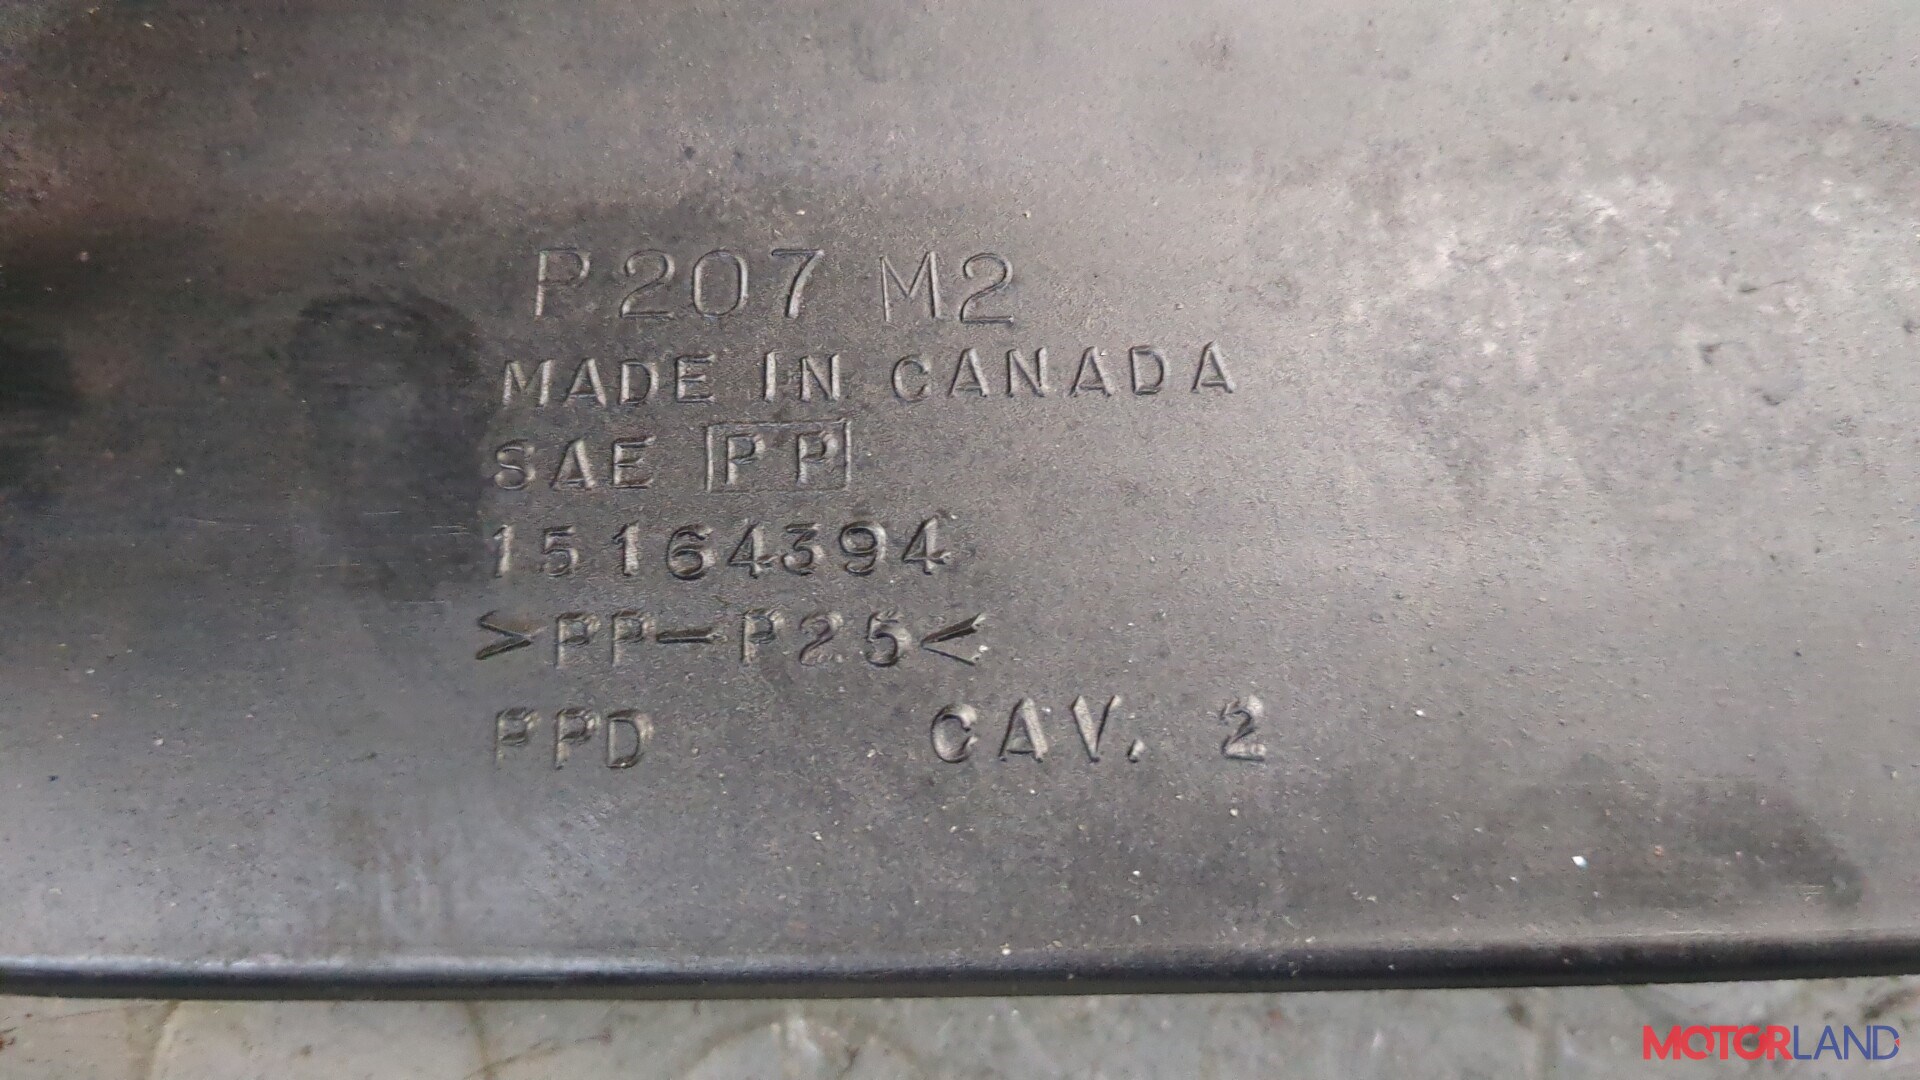 P207 M2
MADE IN CANADA
SAE PP
15164394
>PP-P25<
PPD CAV. 2
MOTORLAND